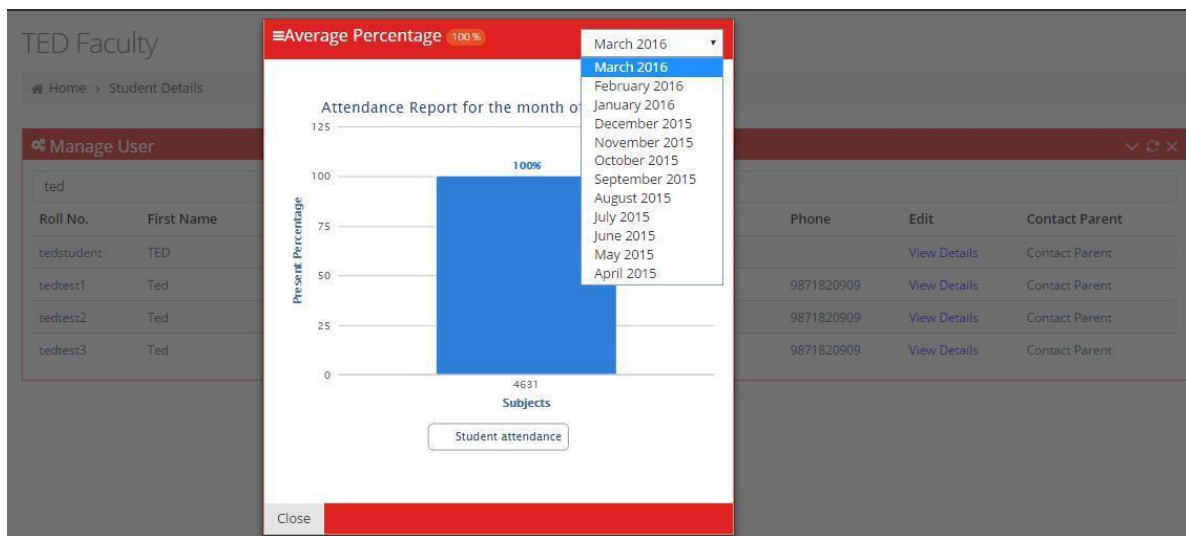 TED Faculty
Home > Student Details
Manage User
ted
Roll No. First Name Phone Edit Contact Parent
tedstudent TED View Details Contact Parent
tedtest1 Ted 9871820909 View Details Contact Parent
tedtest2 Ted 9871820909 View Details Contact Parent
tedtest3 Ted 9871820909 View Details Contact Parent
Average Percentage 100 %
March 2016
March 2016
February 2016
January 2016
December 2015
November 2015
October 2015
September 2015
August 2015
July 2015
June 2015
May 2015
April 2015
Attendance Report for the month of
125
100%
100
75
50
25
0
Present Percentage
4631
Subjects
Student attendance
Close